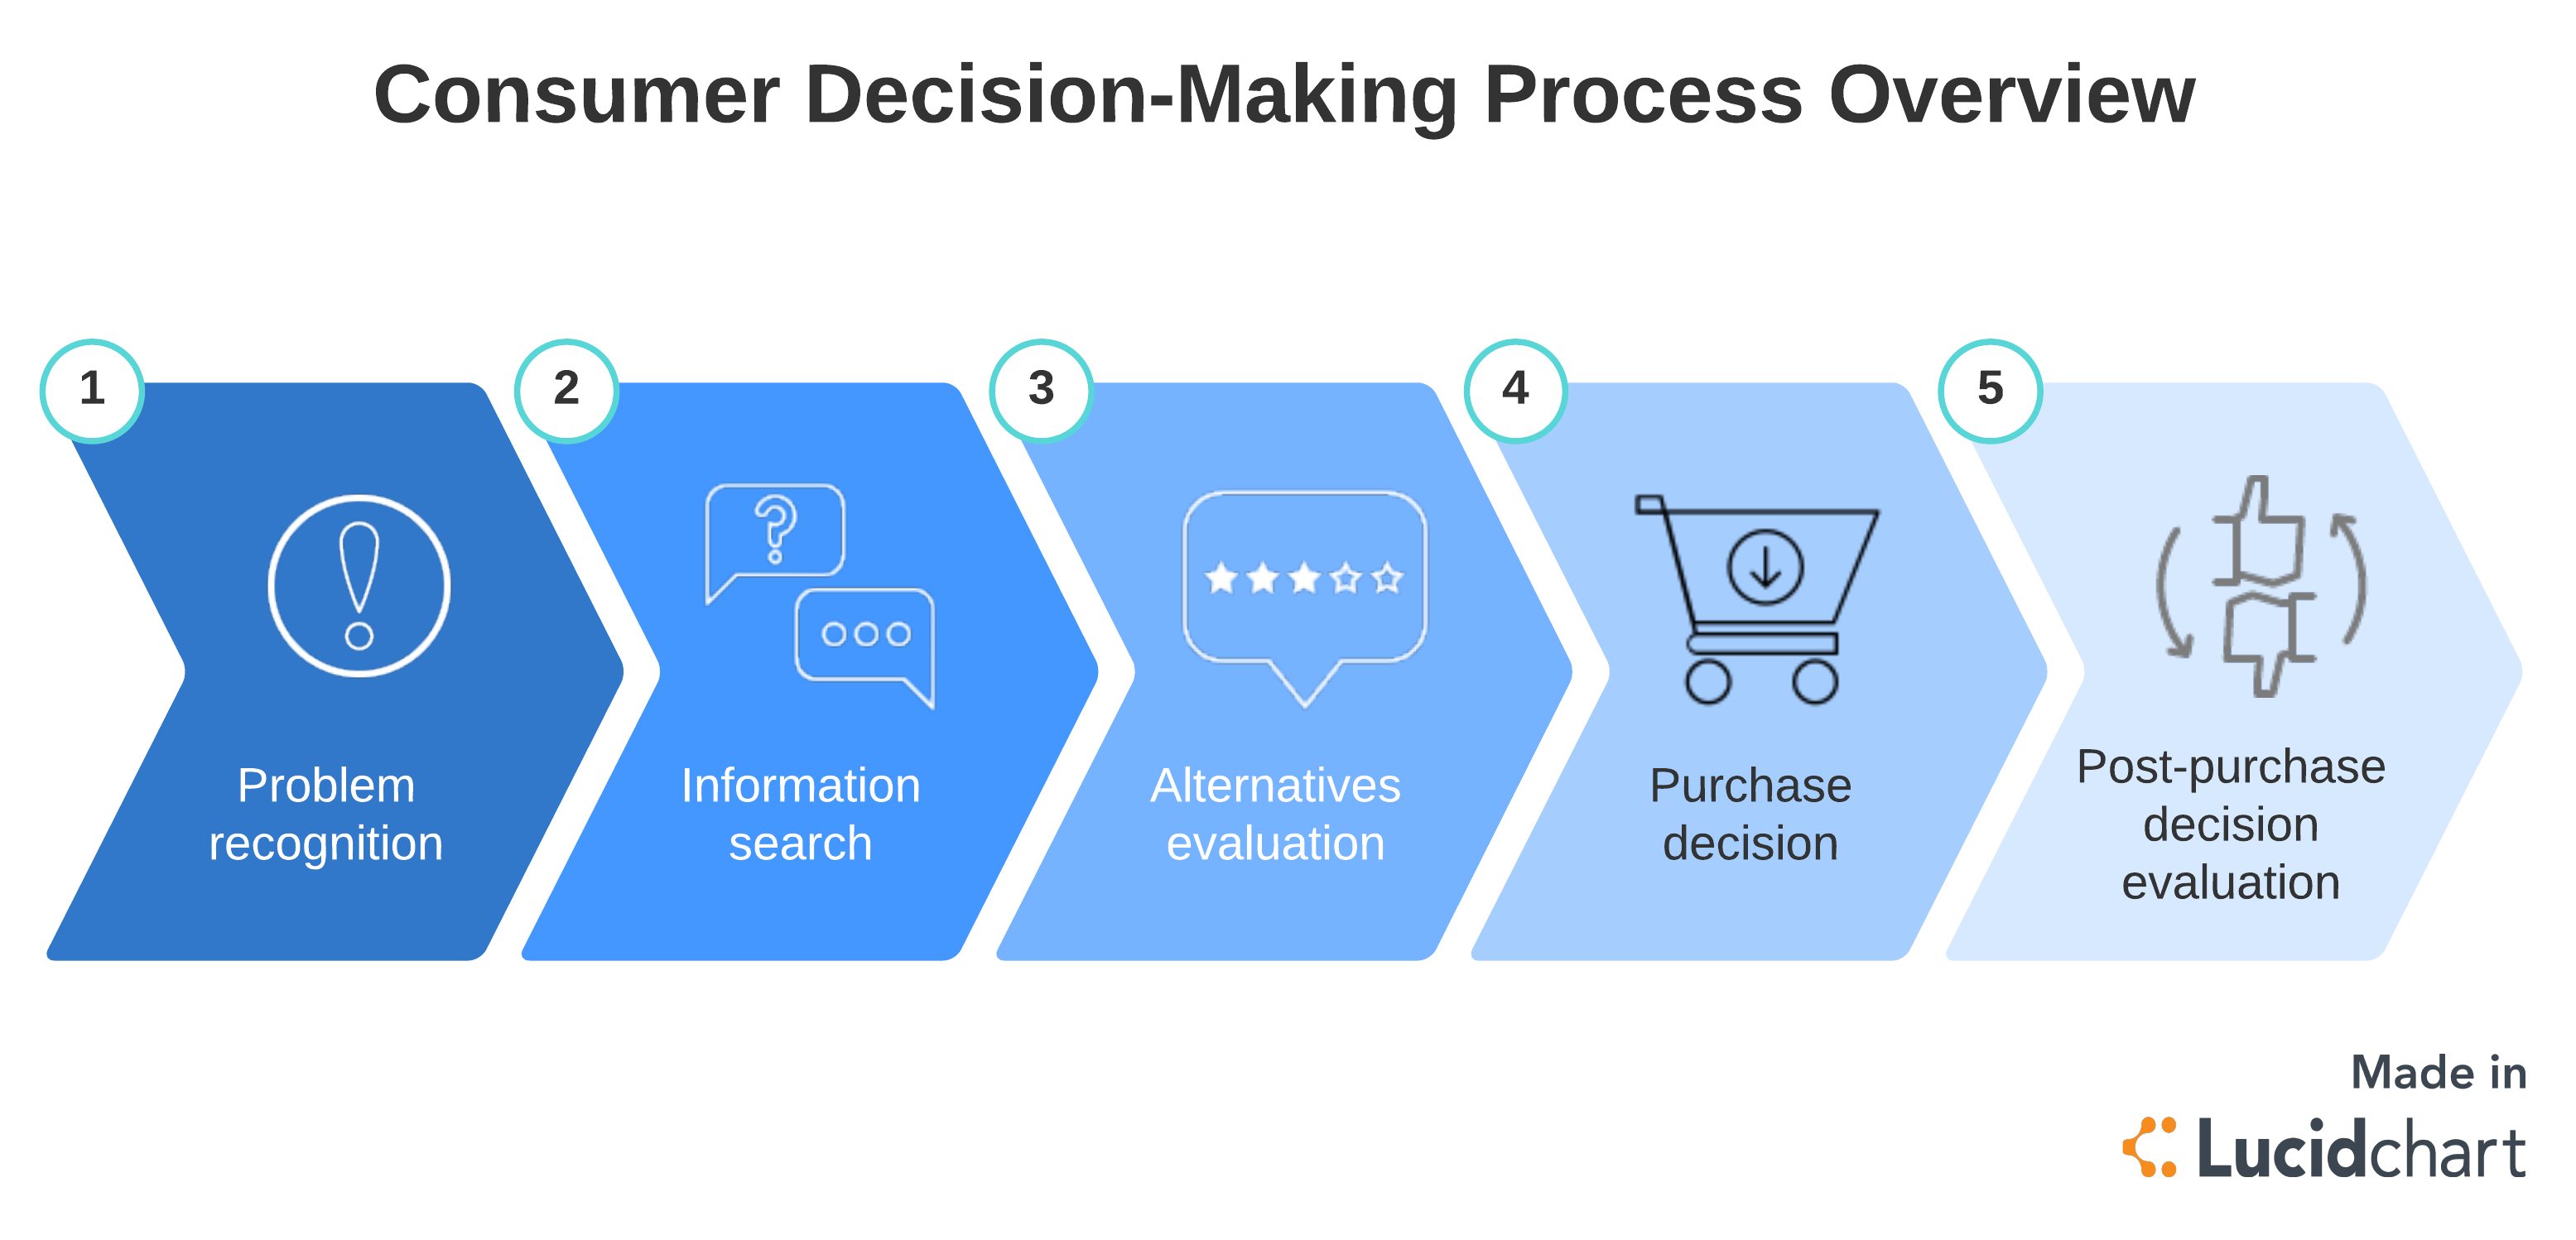 Consumer Decision-Making Process Overview
1
Problem
recognition
2
Information
search
3
Alternatives
evaluation
4
Purchase
decision
5
Post-purchase
decision
evaluation
Made in
Lucidchart